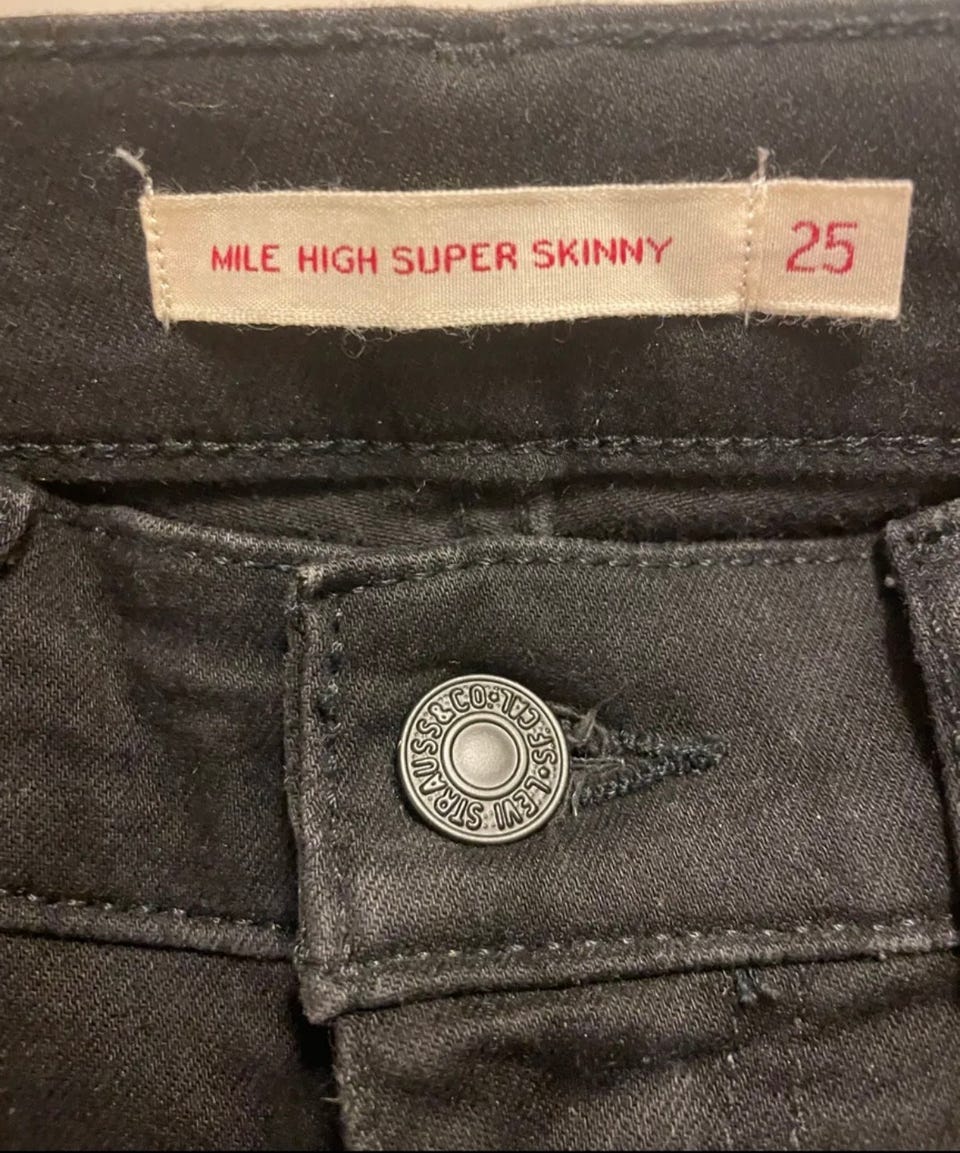 MILE HIGH SUPER SKINNY 25
LEVI STRAUSS & CO. S.F. CAL.